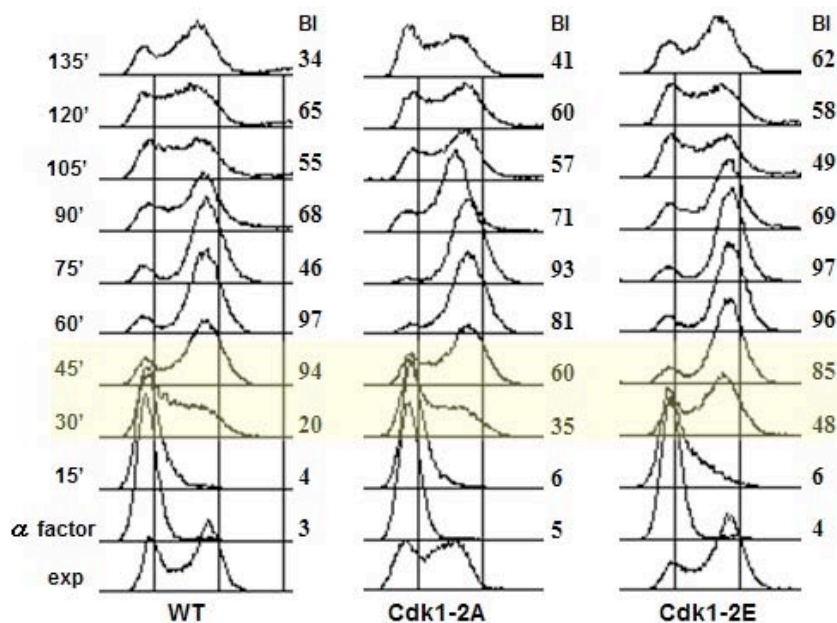 BI BI BI
135' 34 41 62
120' 65 60 58
105' 55 57 49
90' 68 71 69
75' 46 93 97
60' 97 81 96
45' 94 60 85
30' 20 35 48
15' 4 6 6
α factor 3 5 4
exp
WT Cdk1-2A Cdk1-2E